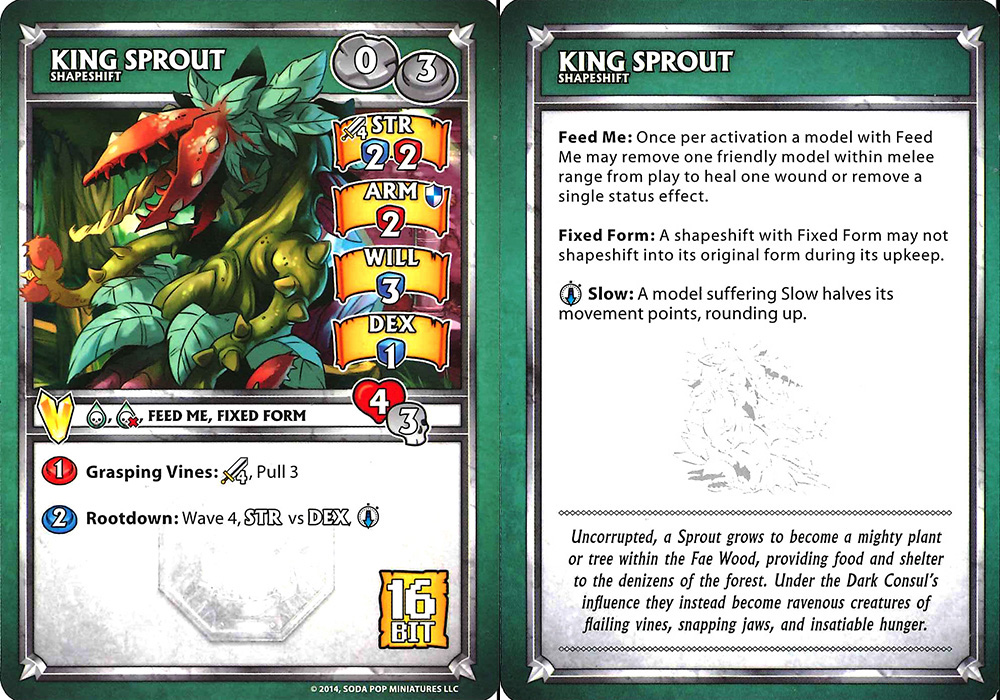 KING SPROUT
SHAPESHIFT
0 3
4 STR
2 2
ARM
2
WILL
3
DEX
1
4
3
, , FEED ME, FIXED FORM
1 Grasping Vines: 4, Pull 3
2 Rootdown: Wave 4, STR vs DEX,
16
BIT
© 2014, SODA POP MINIATURES LLC
KING SPROUT
SHAPESHIFT
Feed Me: Once per activation a model with Feed
Me may remove one friendly model within melee
range from play to heal one wound or remove a
single status effect.
Fixed Form: A shapeshift with Fixed Form may not
shapeshift into its original form during its upkeep.
Slow: A model suffering Slow halves its
movement points, rounding up.
Uncorrupted, a Sprout grows to become a mighty plant
or tree within the Fae Wood, providing food and shelter
to the denizens of the forest. Under the Dark Consul's
influence they instead become ravenous creatures of
flailing vines, snapping jaws, and insatiable hunger.